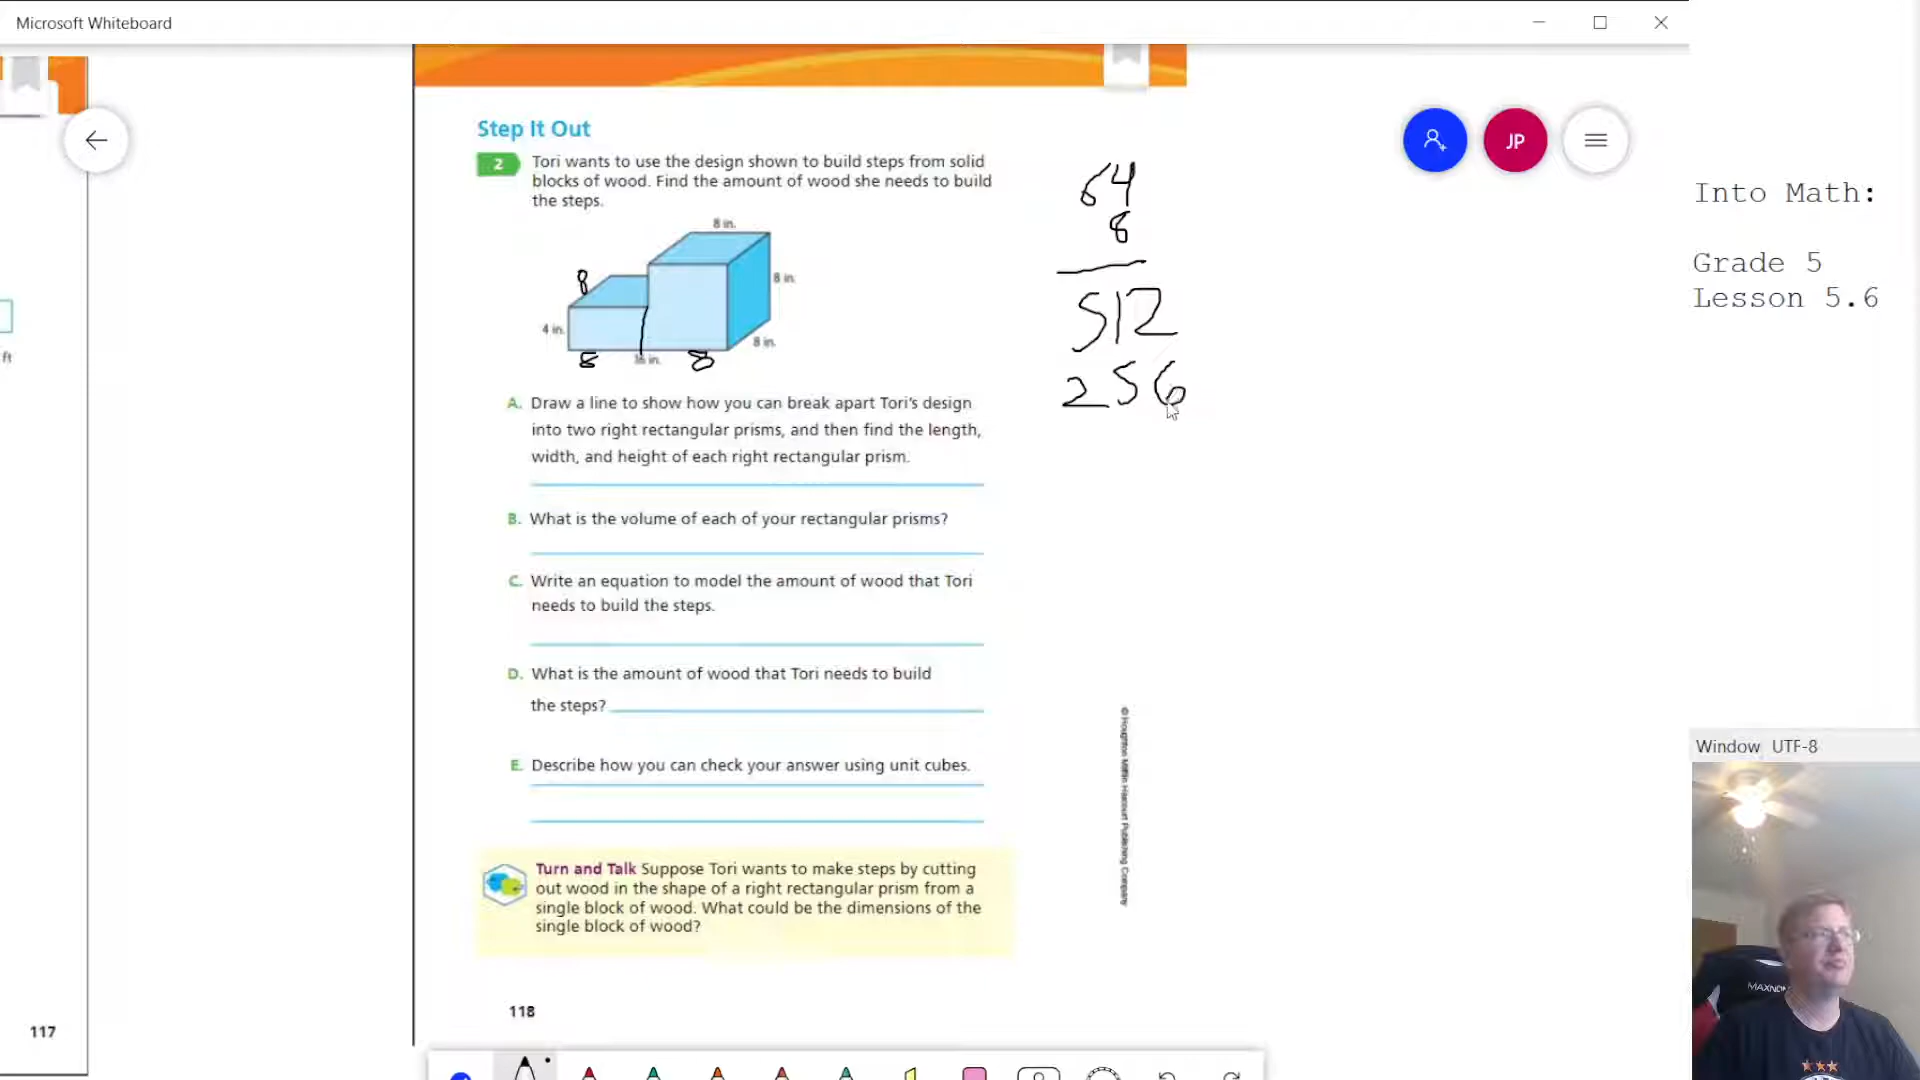 Microsoft Whiteboard
Step It Out
2
Tori wants to use the design shown to build steps from solid
blocks of wood. Find the amount of wood she needs to build
the steps.
8 in.
8
8 in.
4 in.
8 in.
8
16 in.
8
A. Draw a line to show how you can break apart Tori's design
into two right rectangular prisms, and then find the length,
width, and height of each right rectangular prism.
B. What is the volume of each of your rectangular prisms?
C. Write an equation to model the amount of wood that Tori
needs to build the steps.
D. What is the amount of wood that Tori needs to build
the steps?
E. Describe how you can check your answer using unit cubes.
Turn and Talk Suppose Tori wants to make steps by cutting
out wood in the shape of a right rectangular prism from a
single block of wood. What could be the dimensions of the
single block of wood?
118
117
ft
64
8
512
256
© Houghton Mifflin Harcourt Publishing Company
JP
Into Math:
Grade 5
Lesson 5.6
Window UTF-8